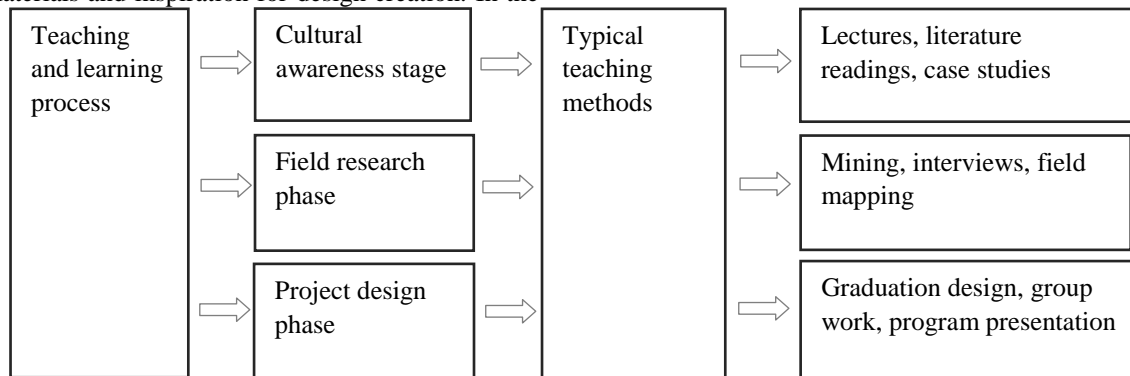 materials and inspiration for design creation. In the
Teaching
and learning
process
Cultural
awareness stage
Field research
phase
Project design
phase
Typical
teaching
methods
Lectures, literature
readings, case studies
Mining, interviews, field
mapping
Graduation design, group
work, program presentation